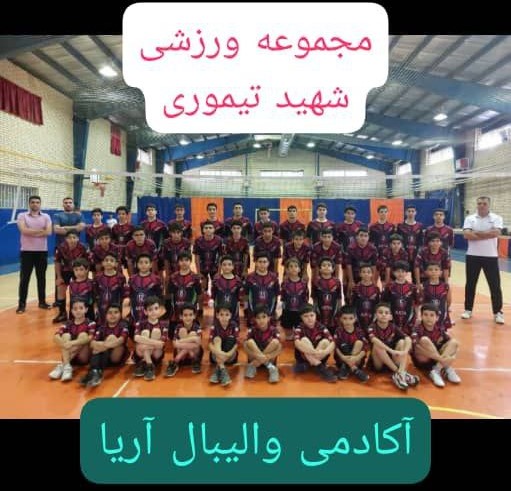 مجموعه ورزشی
شهید تیموری
آکادمی والیبال آریا